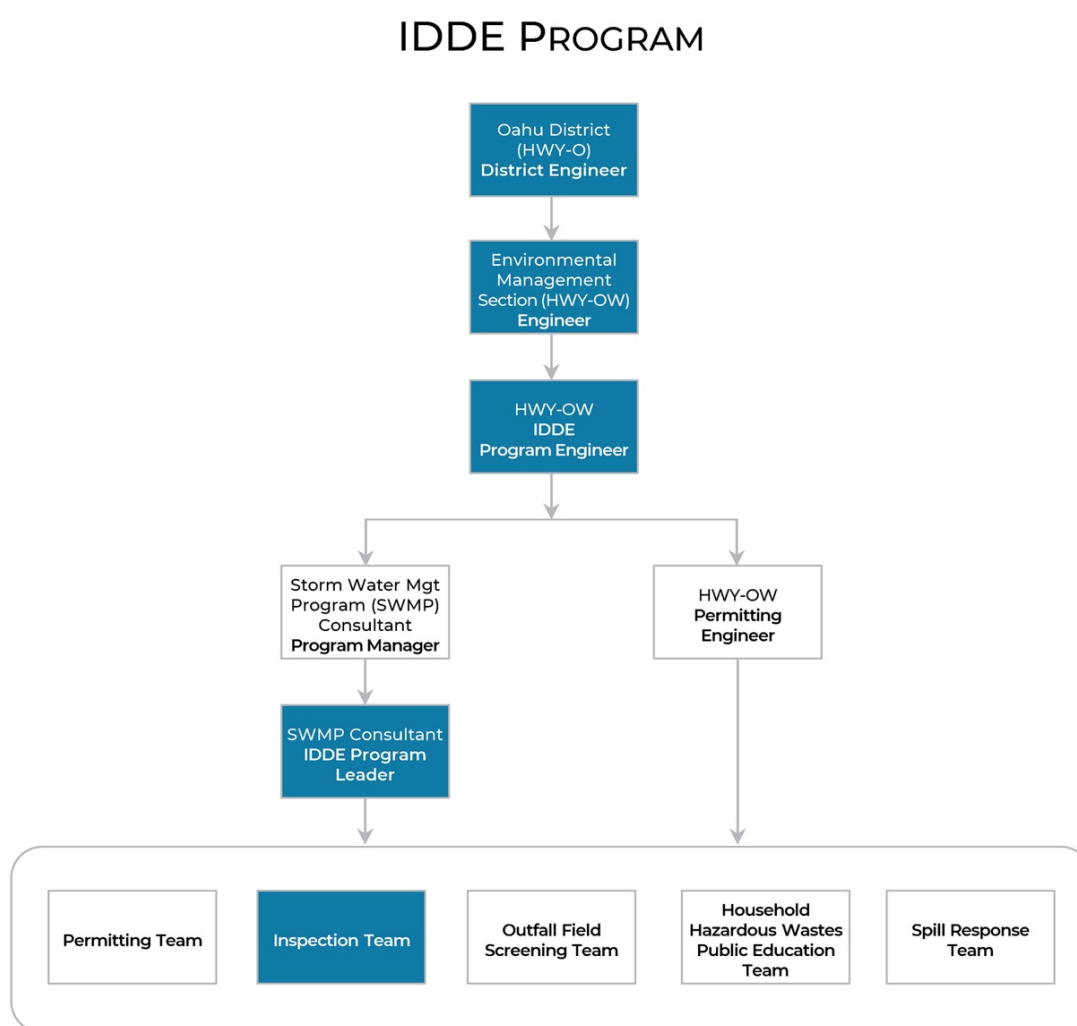 IDDE PROGRAM
Oahu District
(HWY-O)
District Engineer
Environmental
Management
Section (HWY-OW)
Engineer
HWY-OW
IDDE
Program Engineer
Storm Water Mgt
Program (SWMP)
Consultant
Program Manager
HWY-OW
Permitting
Engineer
SWMP Consultant
IDDE Program
Leader
Permitting Team
Inspection Team
Outfall Field
Screening Team
Household
Hazardous Wastes
Public Education
Team
Spill Response
Team